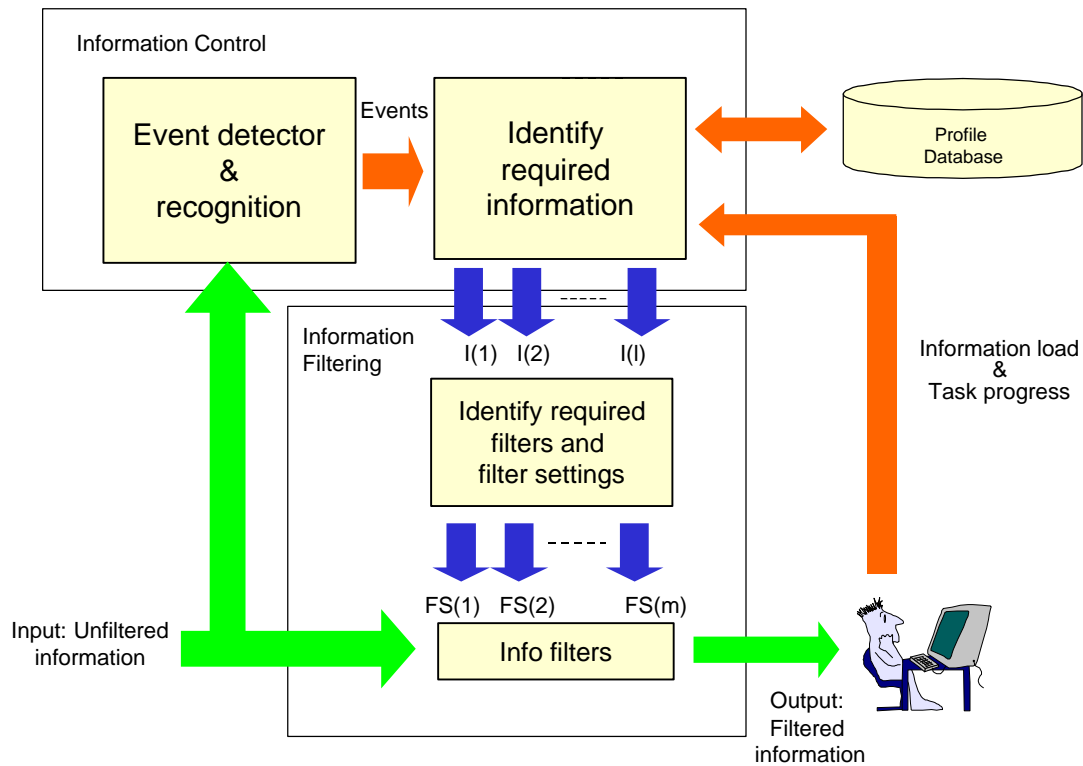 Information Control
Event detector
&
recognition
Events
Identify
required
information
Profile
Database
Information
Filtering
I(1)
I(2)
I(l)
Information load
&
Task progress
Identify required
filters and
filter settings
FS(1)
FS(2)
FS(m)
Input: Unfiltered
information
Info filters
Output:
Filtered
information